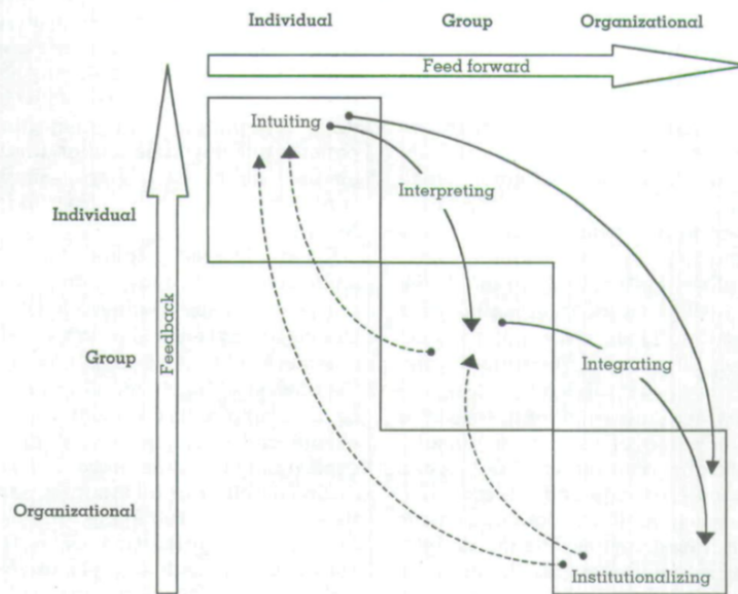 Individual Group Organizational
Feed forward
Intuiting
Interpreting
Individual
Feedback
Group
Integrating
Organizational
Institutionalizing